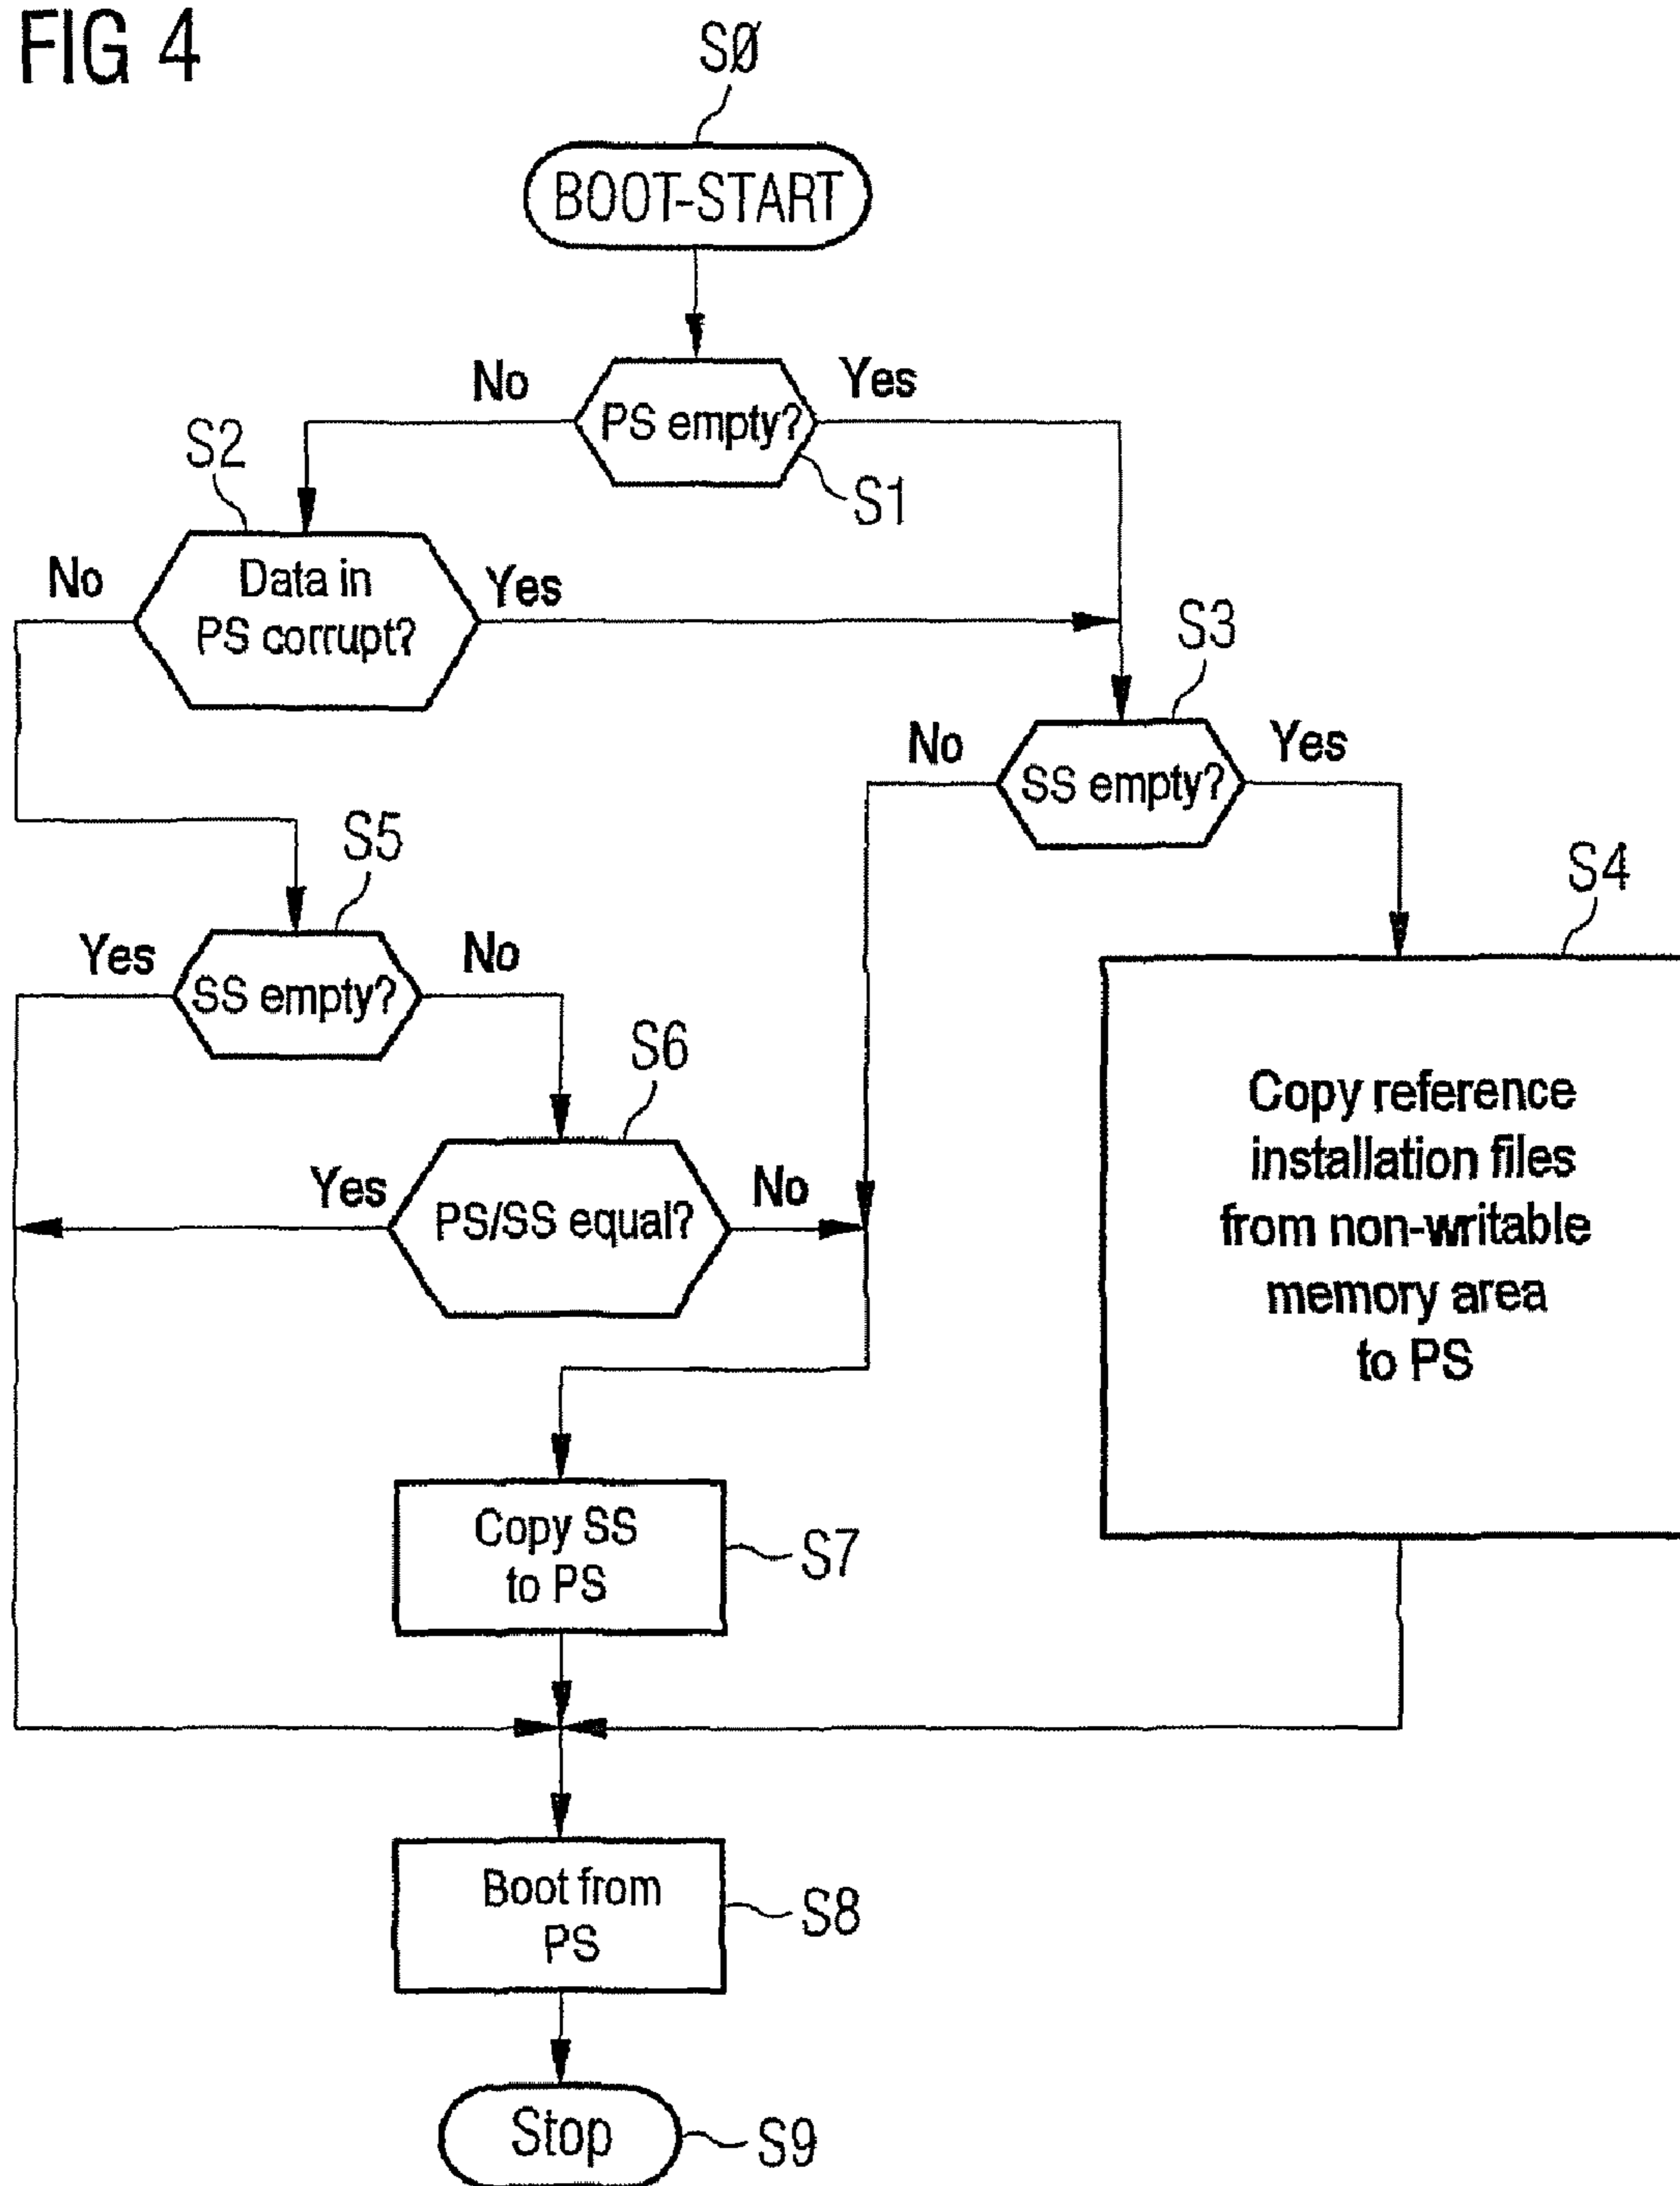 FIG 4
SØ
BOOT-START
No
Yes
PS empty?
S1
S2
No
Data in
PS corrupt?
Yes
S3
No
SS empty?
Yes
S4
Copy reference
installation files
from non-writable
memory area
to PS
S5
Yes
SS empty?
No
S6
Yes
PS/SS equal?
No
Copy SS
to PS
S7
Boot from
PS
S8
Stop
S9